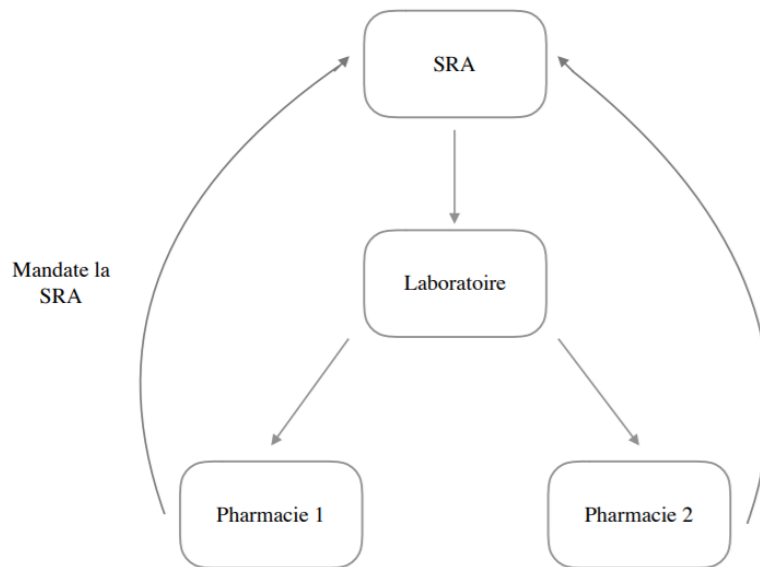 SRA
Laboratoire
Mandate la
SRA
Pharmacie 1
Pharmacie 2